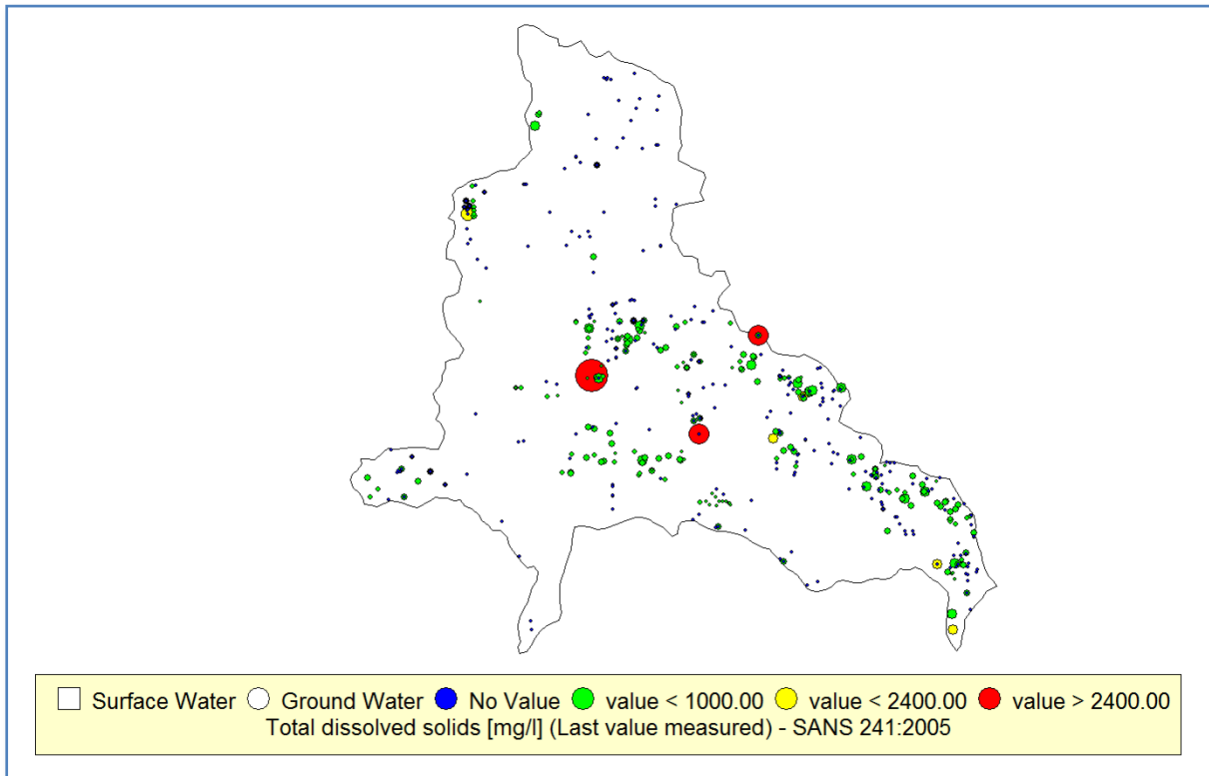 Surface Water Ground Water No Value value < 1000.00 value < 2400.00 value > 2400.00
Total dissolved solids [mg/l] (Last value measured) - SANS 241:2005